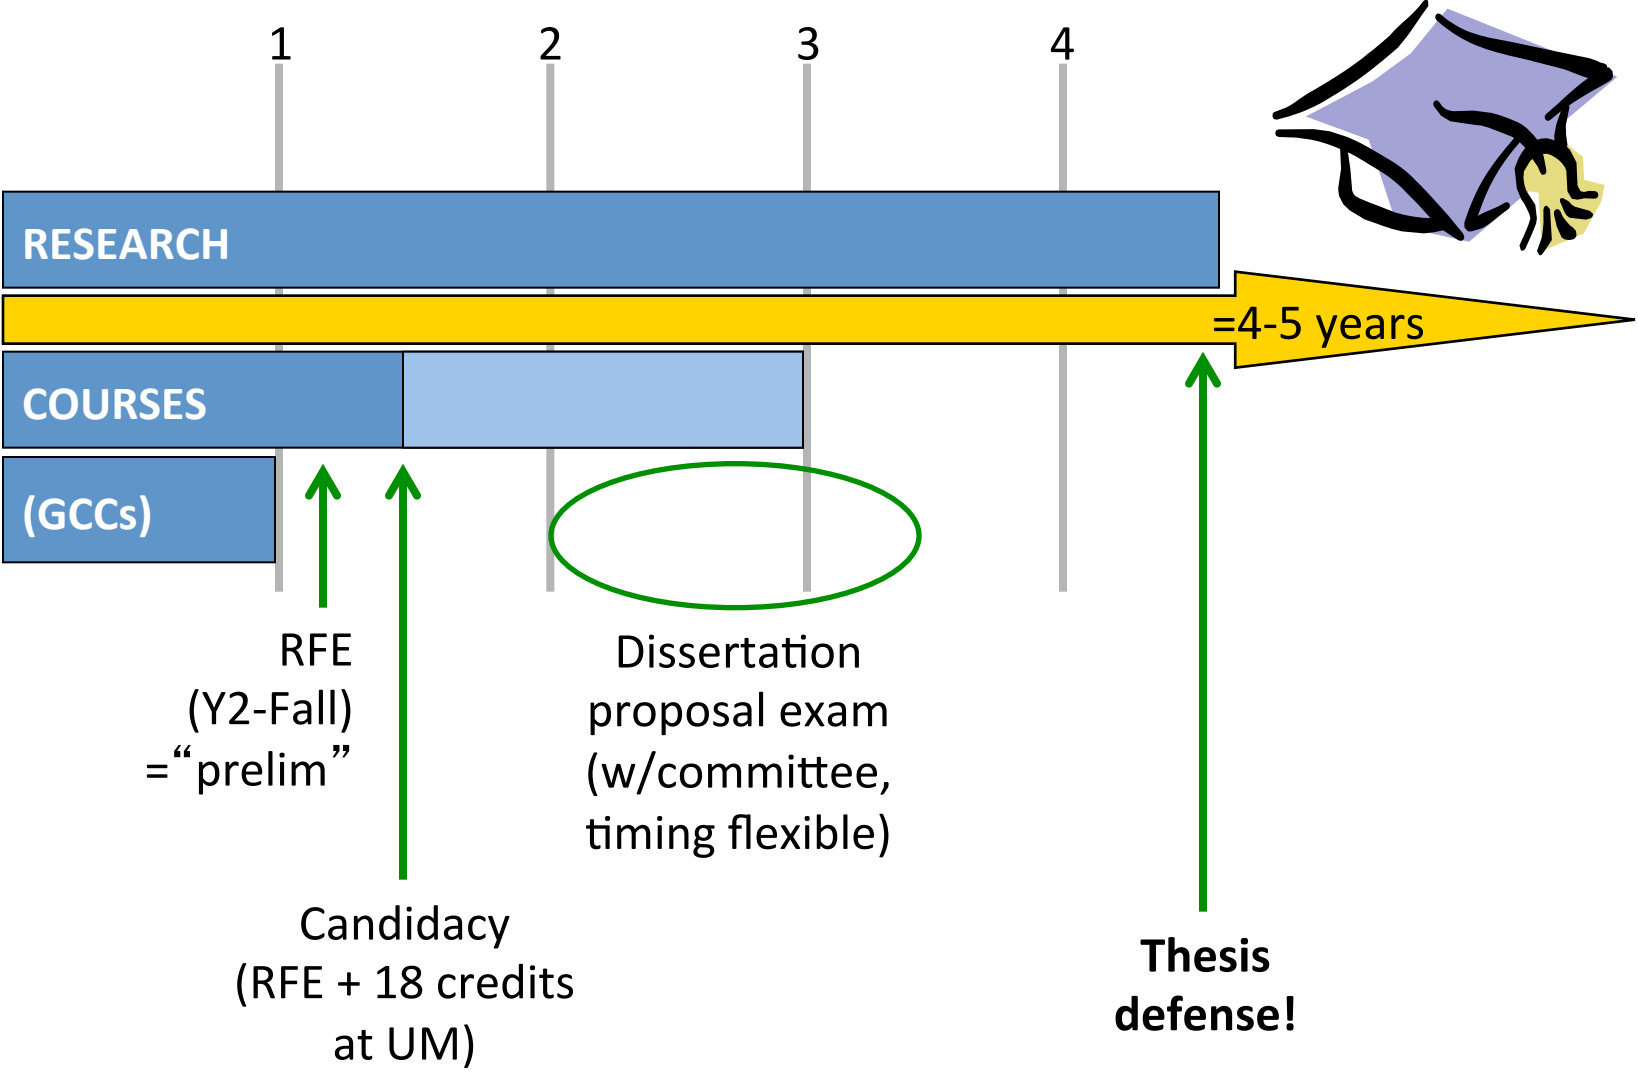 1
2
3
4
RESEARCH
=4-5 years
COURSES
(GCCs)
RFE
(Y2-Fall)
=“prelim”
Dissertation
proposal exam
(w/committee,
timing flexible)
Candidacy
(RFE + 18 credits
at UM)
Thesis
defense!